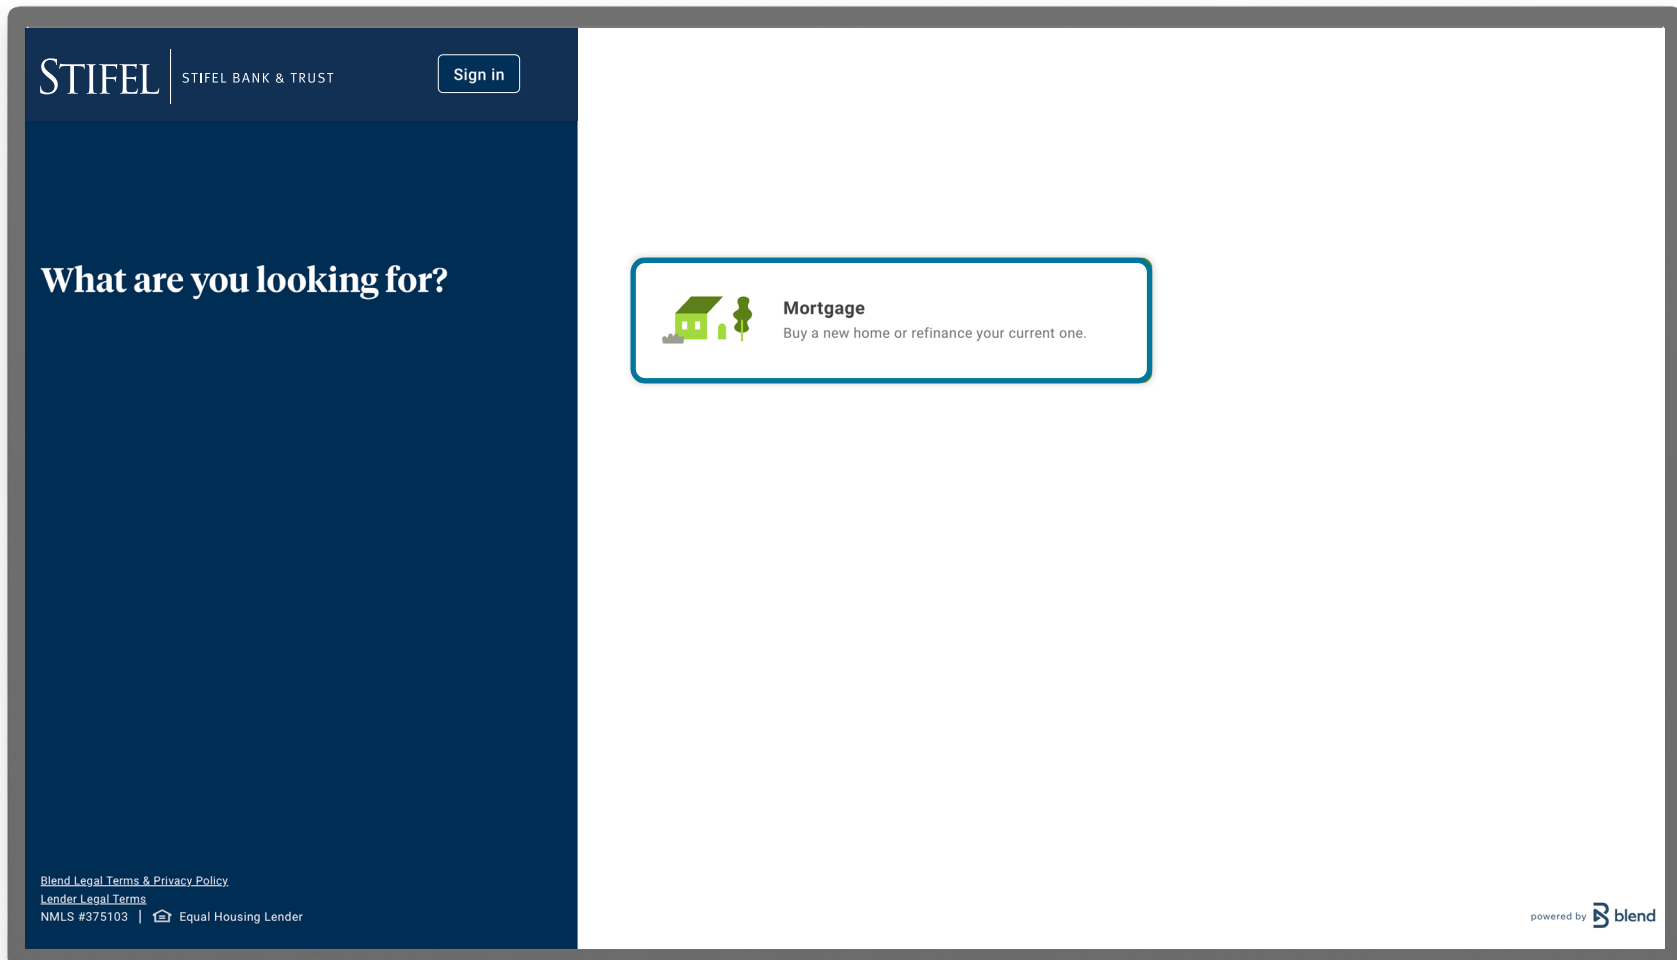 STIFEL
STIFEL BANK & TRUST
Sign in
What are you looking for?
Mortgage
Buy a new home or refinance your current one.
Blend Legal Terms & Privacy Policy
Lender Legal Terms
NMLS #375103 | Equal Housing Lender
powered by blend